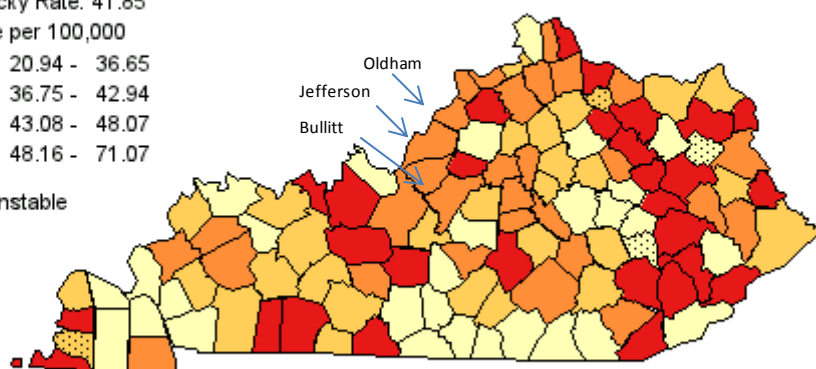 cky Rate: 41.85
e per 100,000
20.94 - 36.65
36.75 - 42.94
43.08 - 48.07
48.16 - 71.07
nstable
Oldham
Jefferson
Bullitt